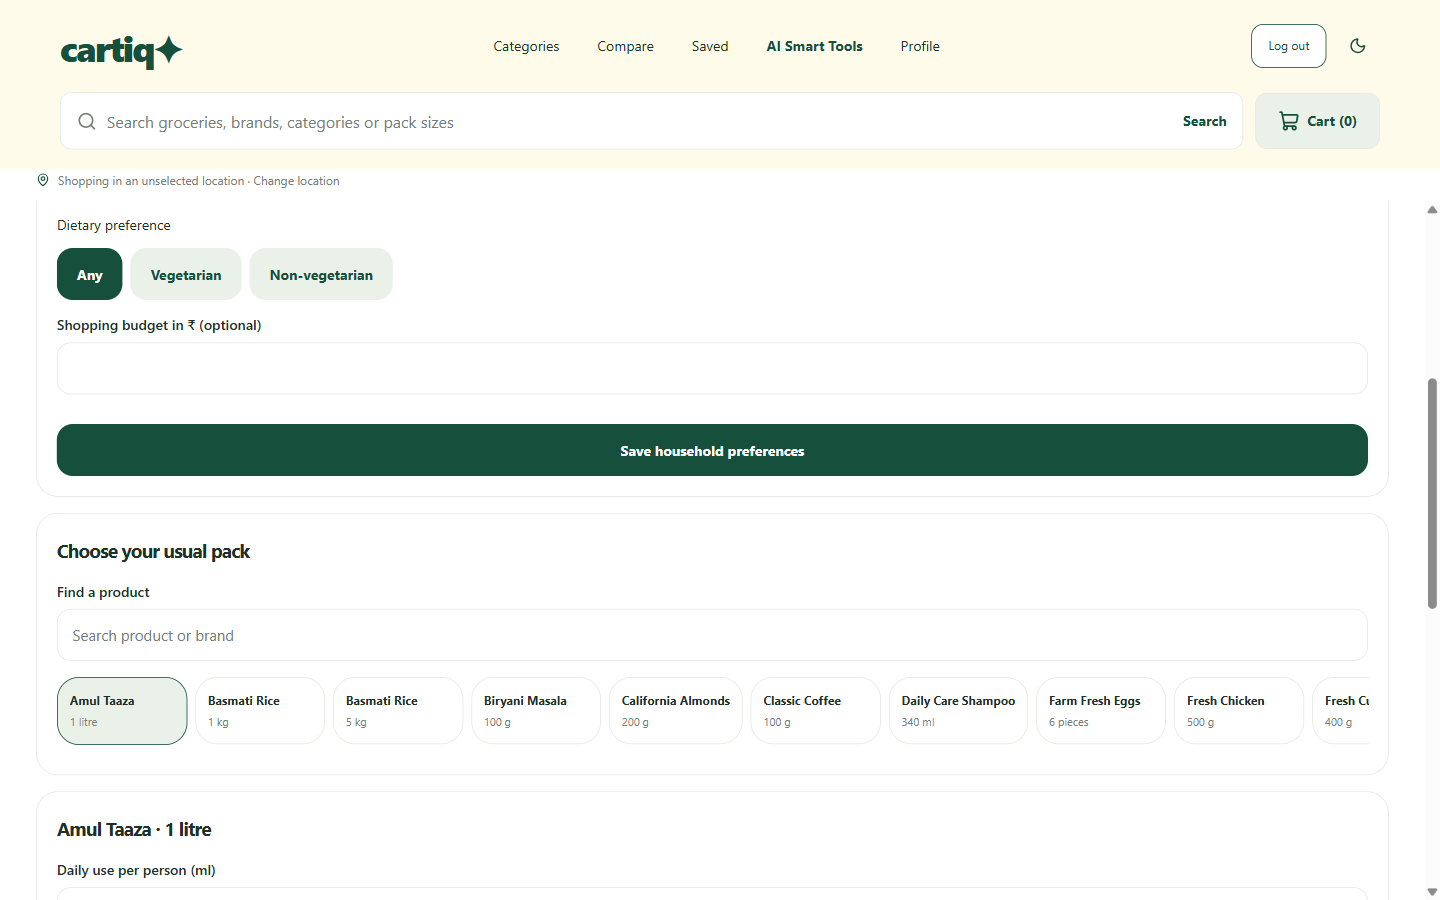 cartiq
Categories
Compare
Saved
AI Smart Tools
Profile
Log out
Search groceries, brands, categories or pack sizes
Search
Cart (0)
Shopping in an unselected location · Change location
Dietary preference
Any
Vegetarian
Non-vegetarian
Shopping budget in ₹ (optional)
Save household preferences
Choose your usual pack
Find a product
Search product or brand
Amul Taaza
1 litre
Basmati Rice
1 kg
Basmati Rice
5 kg
Biryani Masala
100 g
California Almonds
200 g
Classic Coffee
100 g
Daily Care Shampoo
340 ml
Farm Fresh Eggs
6 pieces
Fresh Chicken
500 g
Fresh
400 g
Amul Taaza · 1 litre
Daily use per person (ml)